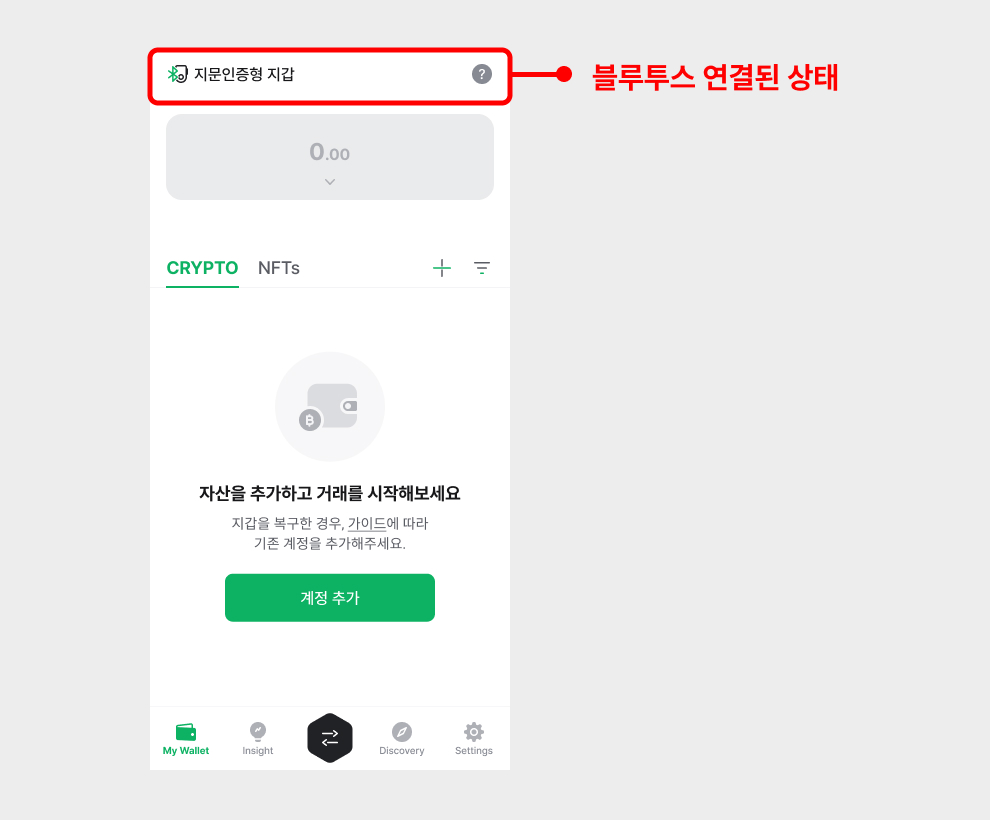 지문인증형 지갑
?
블루투스 연결된 상태
0.00
CRYPTO NFTs
자산을 추가하고 거래를 시작해보세요
지갑을 복구한 경우, 가이드에 따라
기존 계정을 추가해주세요.
계정 추가
My Wallet Insight Discovery Settings